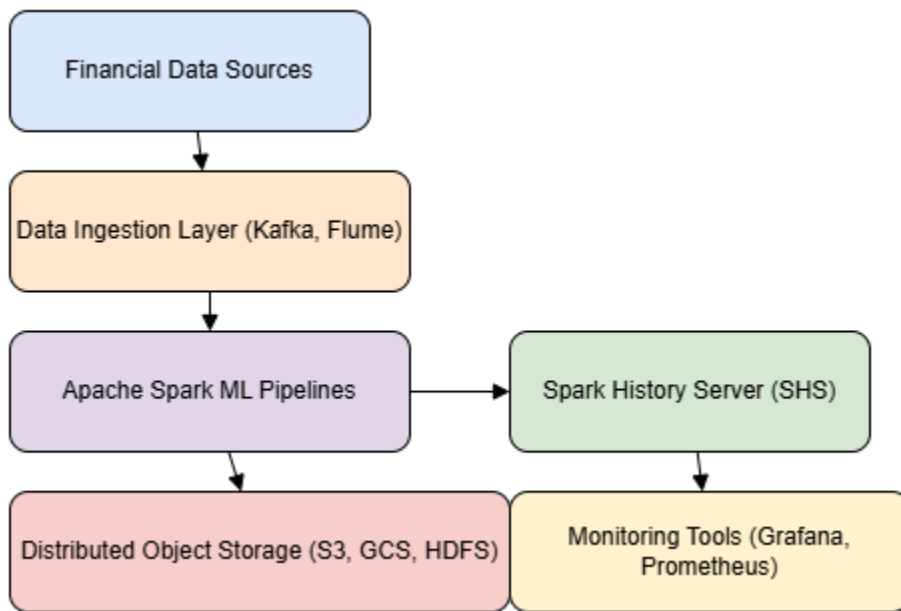 Financial Data Sources
Data Ingestion Layer (Kafka, Flume)
Apache Spark ML Pipelines
Spark History Server (SHS)
Distributed Object Storage (S3, GCS, HDFS)
Monitoring Tools (Grafana,
Prometheus)